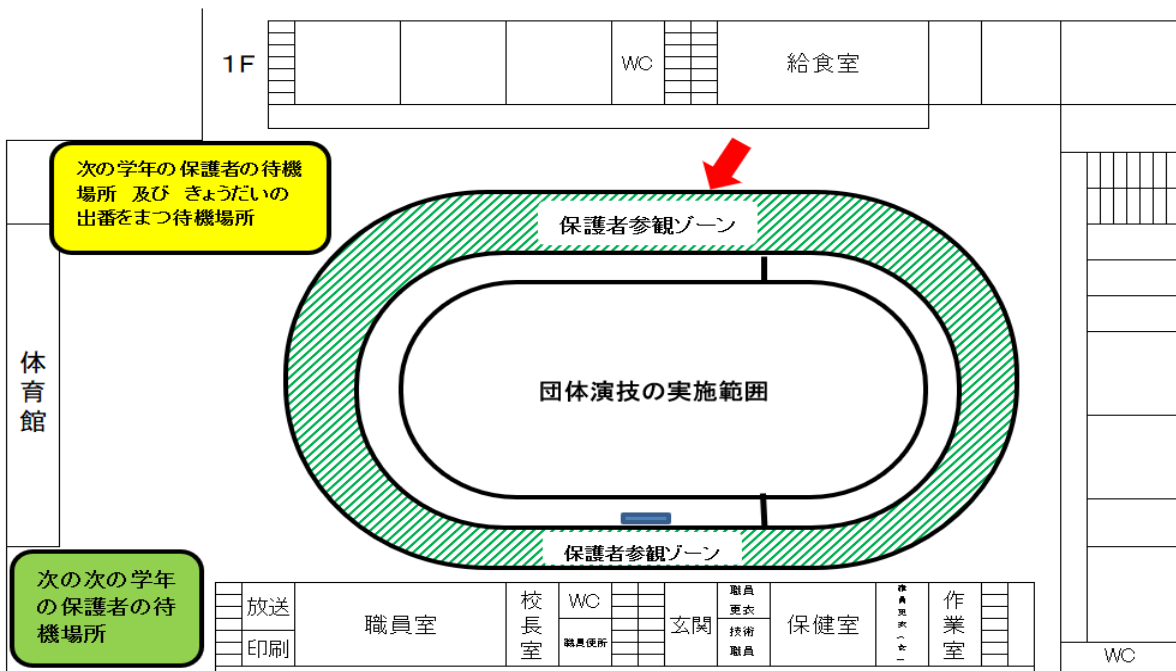 1F
WC
給食室
次の学年の保護者の待機
場所 及び きょうだいの
出番をまつ待機場所
保護者参観ゾーン
体育館
団体演技の実施範囲
保護者参観ゾーン
次の次の学年
の保護者の待
機場所
放送
印刷
職員室
校長室
WC
職員便所
玄関
職員
更衣
技術
職員
保健室
作業室
WC